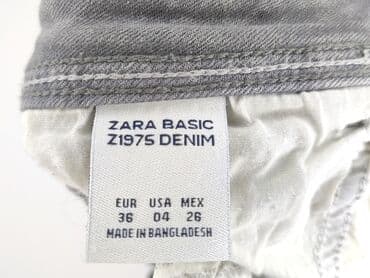 ZARA BASIC
Z1975 DENIM
EUR USA MEX
36 04 26
MADE IN BANGLADESH